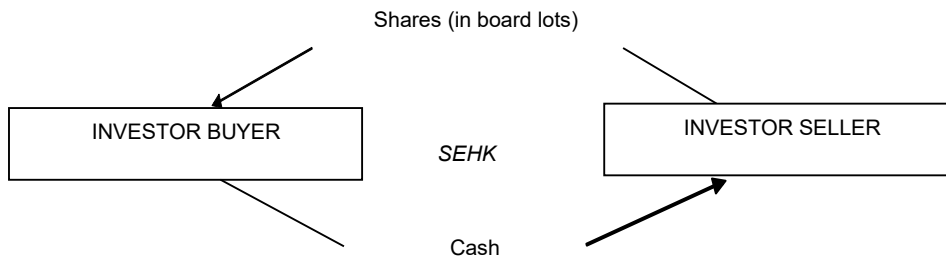 Shares (in board lots)
INVESTOR BUYER
INVESTOR SELLER
SEHK
Cash